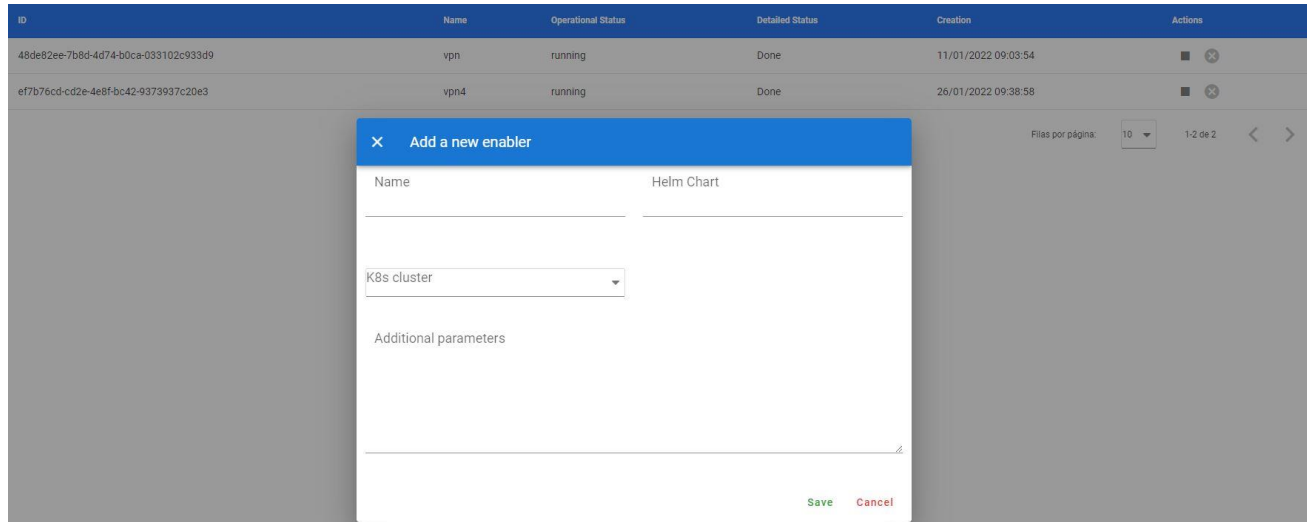 ID Name Operational Status Detailed Status Creation Actions
48de82ee-7b8d-4d74-b0ca-033102c933d9 vpn running Done 11/01/2022 09:03:54
ef7b76cd-cd2e-4e8f-bc42-9373937c20e3 vpn4 running Done 26/01/2022 09:38:58
Filas por página: 10 1-2 de 2
Add a new enabler
Name Helm Chart
K8s cluster
Additional parameters
Save Cancel